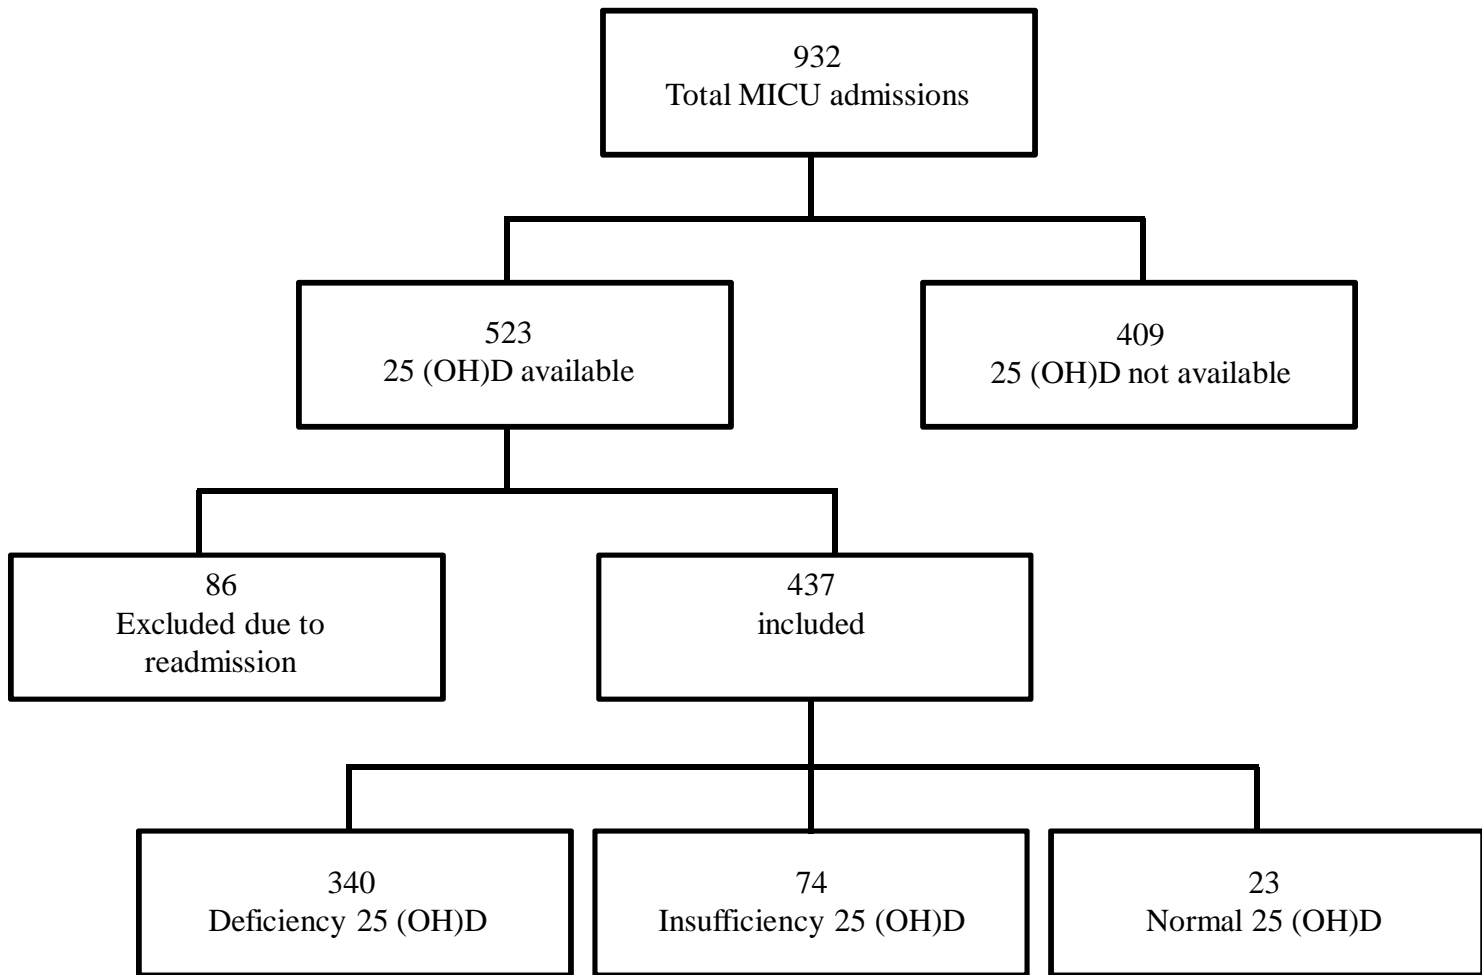 932
Total MICU admissions
523
25 (OH)D available
409
25 (OH)D not available
86
Excluded due to
readmission
437
included
340
Deficiency 25 (OH)D
74
Insufficiency 25 (OH)D
23
Normal 25 (OH)D